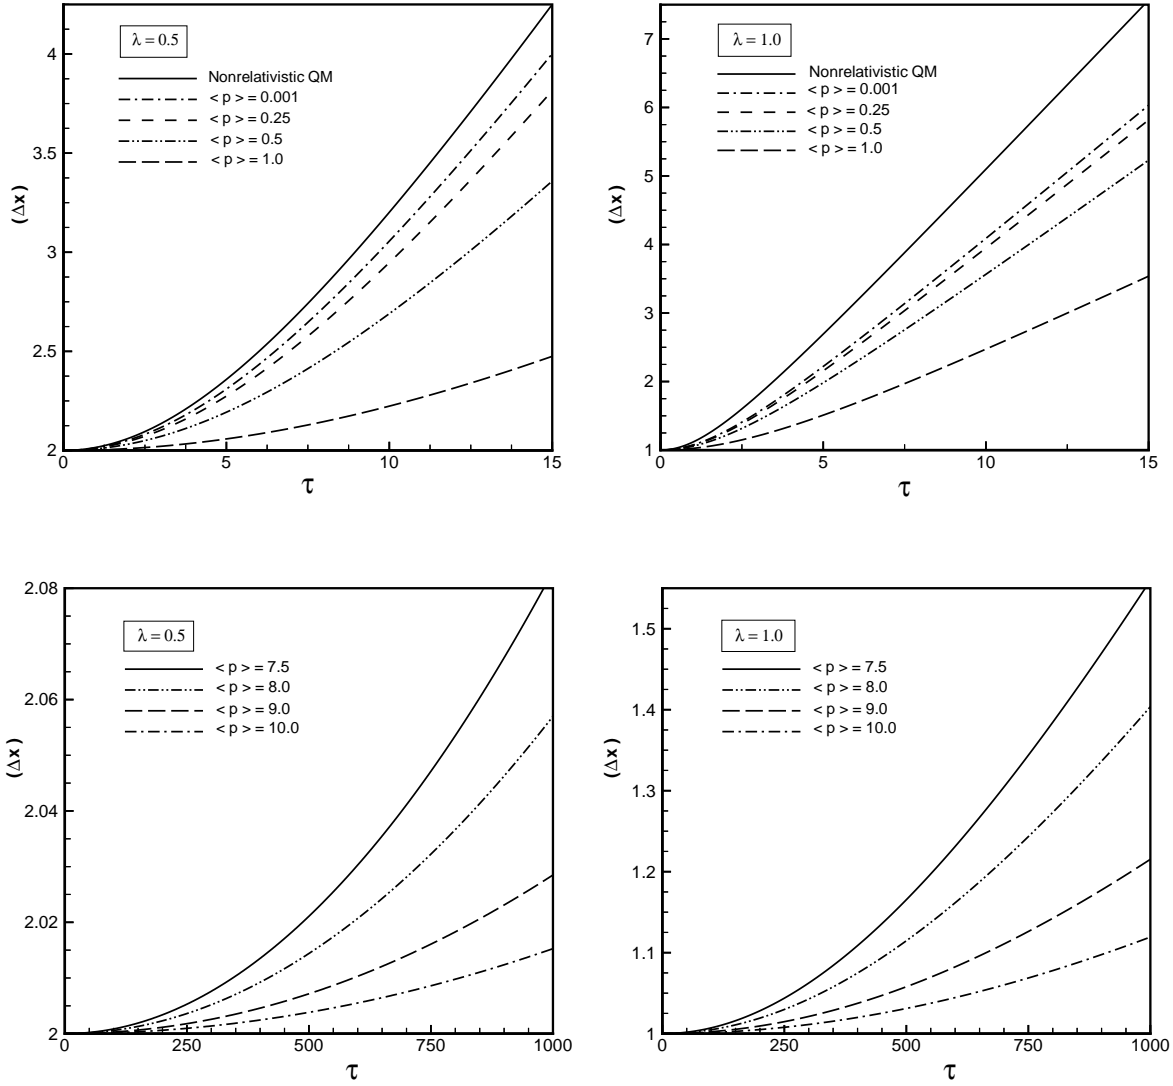 4
3.5
3
2.5
2
(Δx)
λ = 0.5
Nonrelativistic QM
< p > = 0.001
< p > = 0.25
< p > = 0.5
< p > = 1.0
0 5 10 15
τ
7
6
5
4
3
2
1
(Δx)
λ = 1.0
Nonrelativistic QM
< p > = 0.001
< p > = 0.25
< p > = 0.5
< p > = 1.0
0 5 10 15
τ
2.08
2.06
2.04
2.02
2
(Δx)
λ = 0.5
< p > = 7.5
< p > = 8.0
< p > = 9.0
< p > = 10.0
0 250 500 750 1000
τ
1.5
1.4
1.3
1.2
1.1
1
(Δx)
λ = 1.0
< p > = 7.5
< p > = 8.0
< p > = 9.0
< p > = 10.0
0 250 500 750 1000
τ